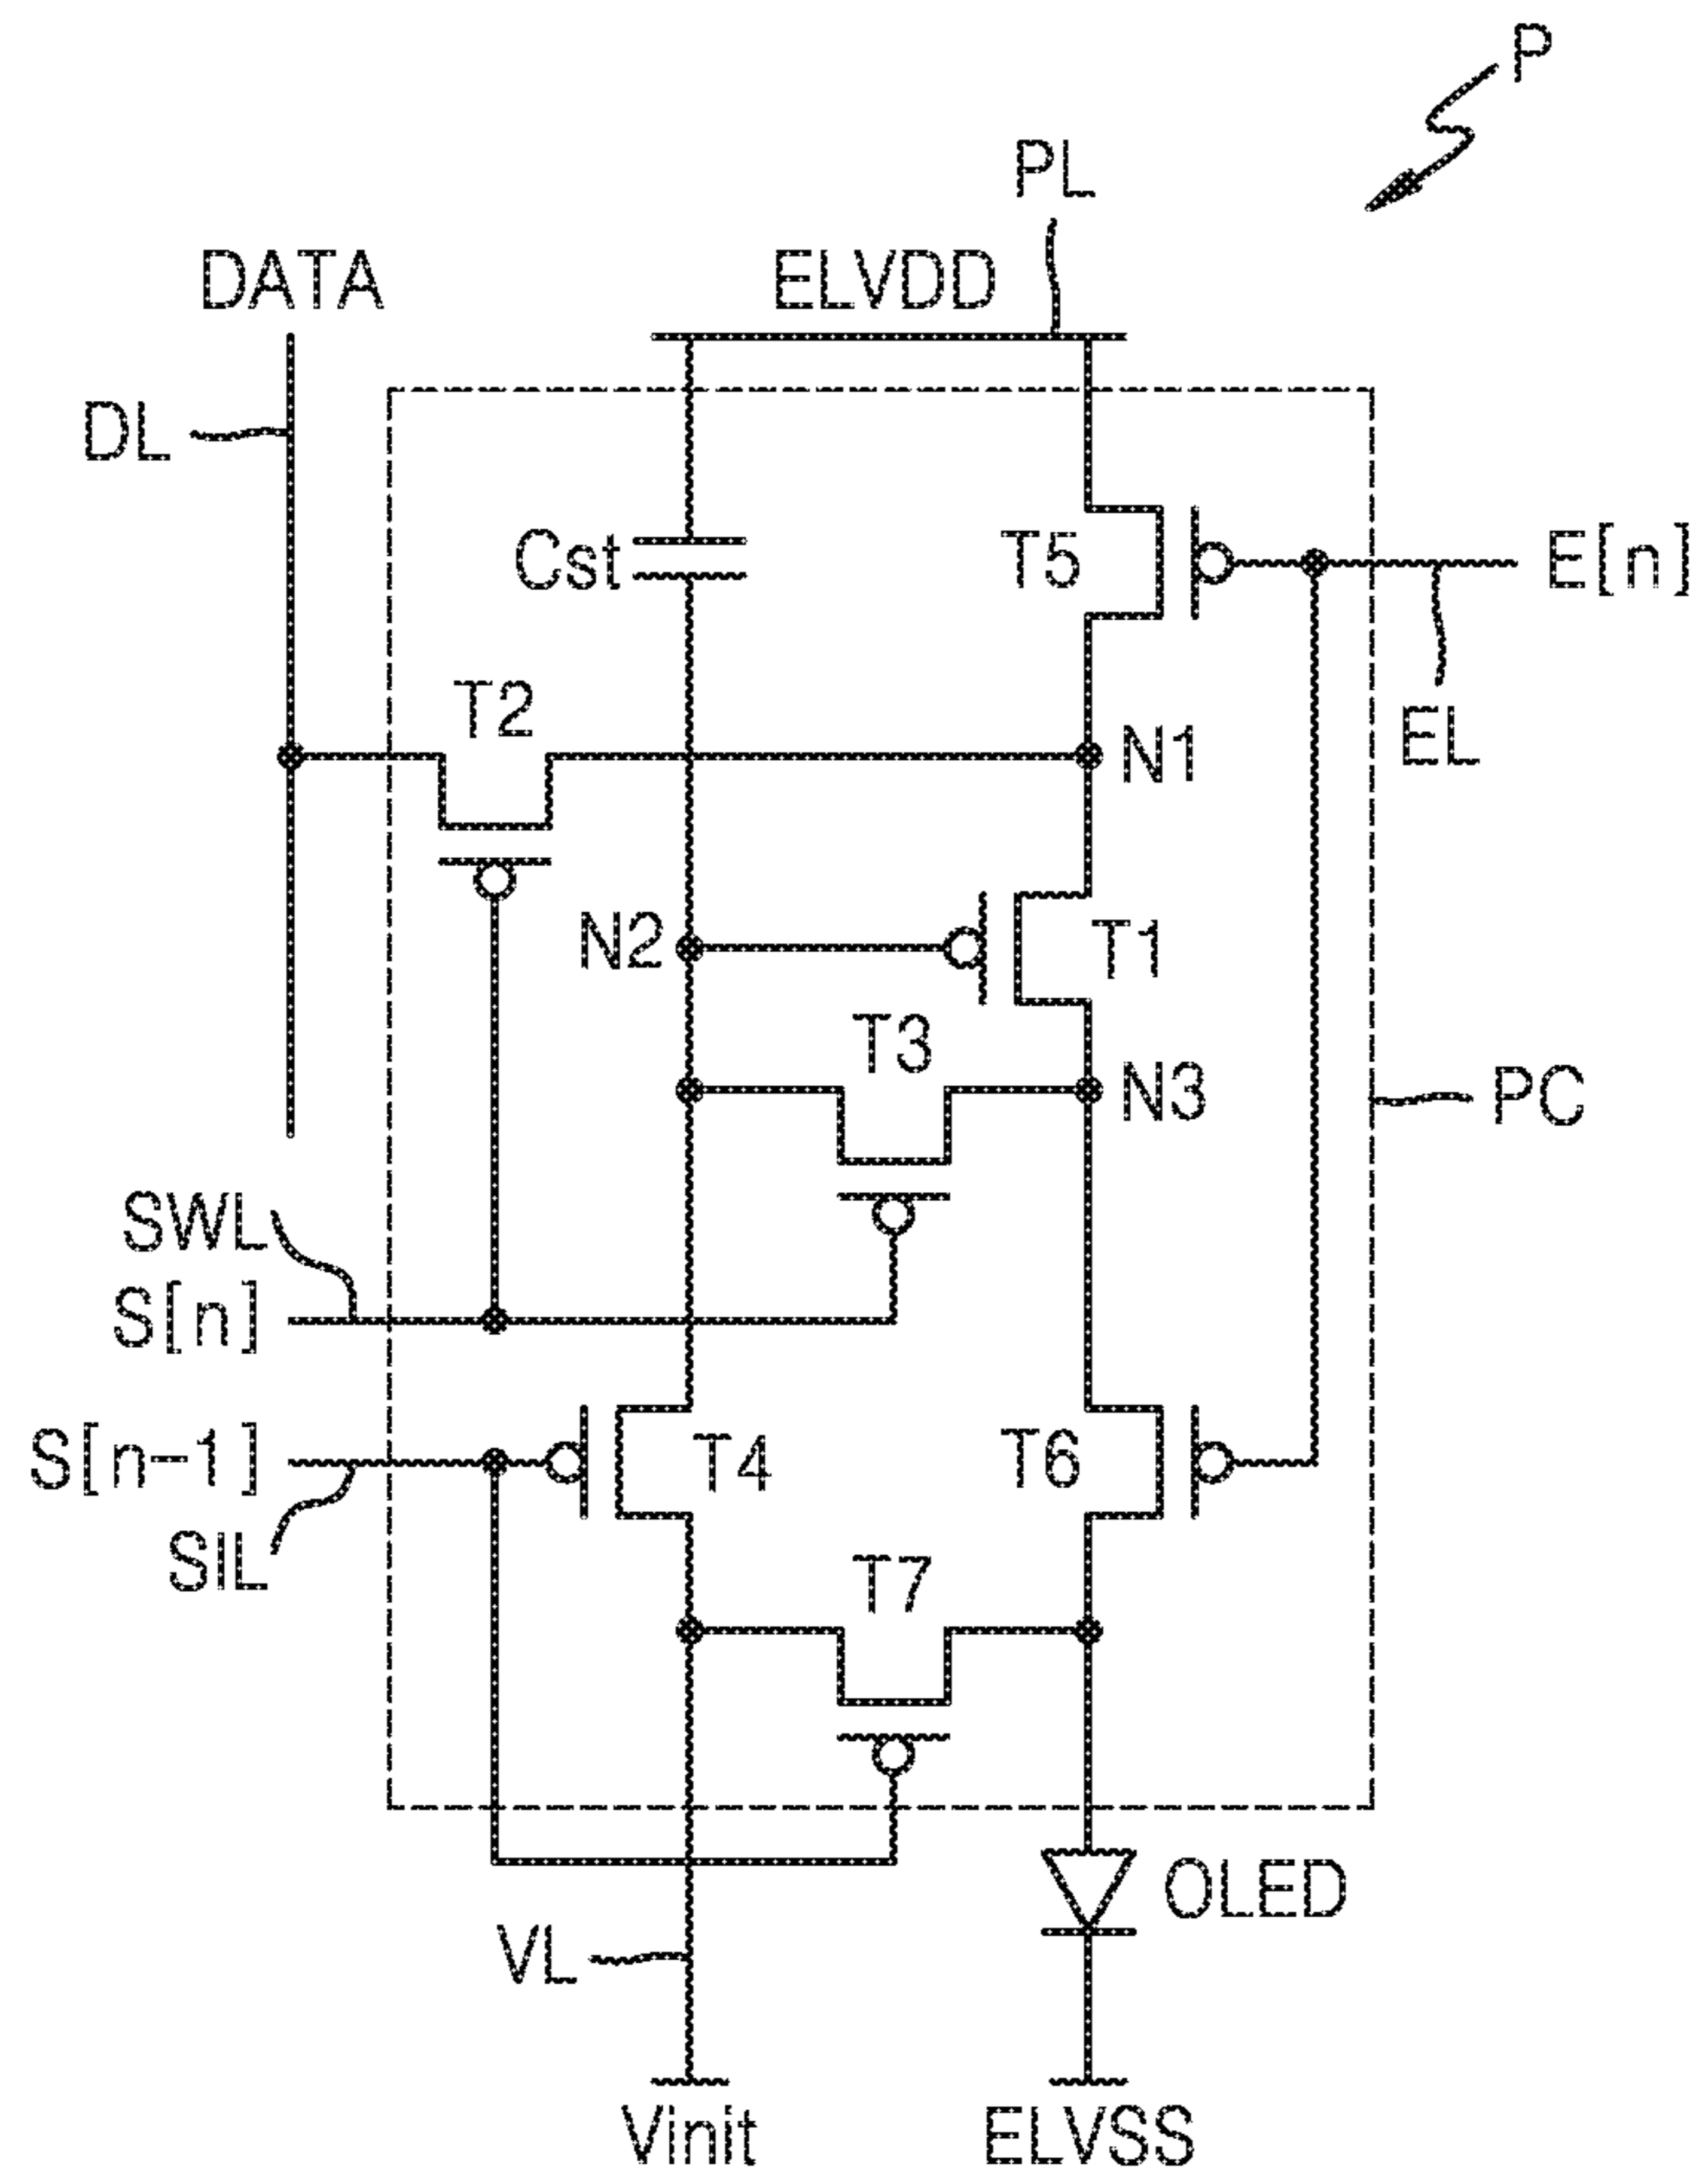 P
PL
DATA
ELVDD
DL
Cst
T5
E[n]
T2
N1
EL
N2
T1
T3
N3
PC
SWL
S[n]
S[n-1]
T4
T6
SIL
T7
OLED
VL
Vinit
ELVSS